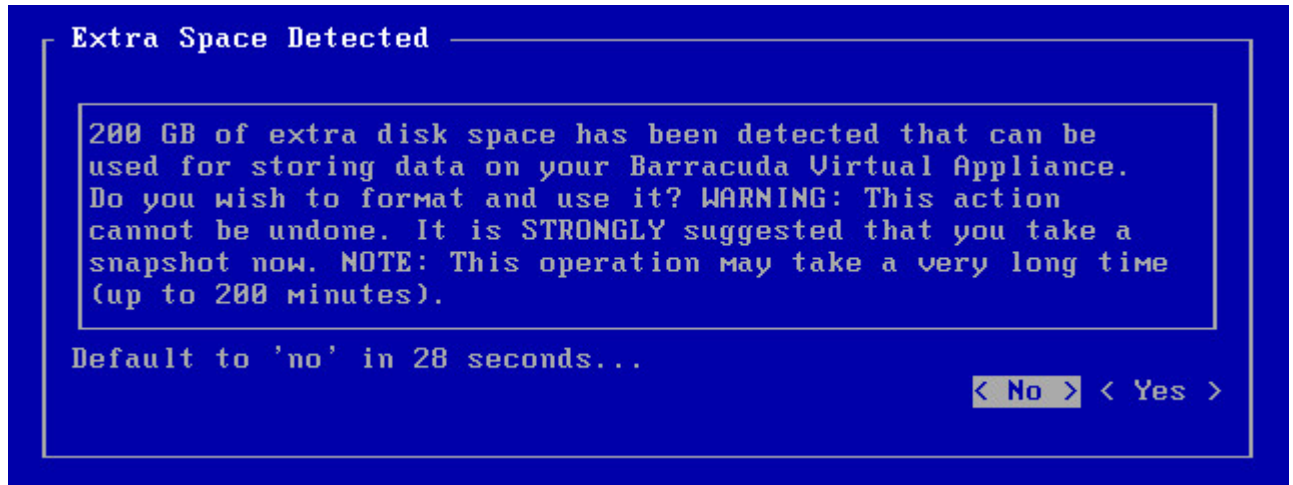 Extra Space Detected
200 GB of extra disk space has been detected that can be
used for storing data on your Barracuda Virtual Appliance.
Do you wish to format and use it? WARNING: This action
cannot be undone. It is STRONGLY suggested that you take a
snapshot now. NOTE: This operation may take a very long time
(up to 200 minutes).
Default to 'no' in 28 seconds...
< No > < Yes >